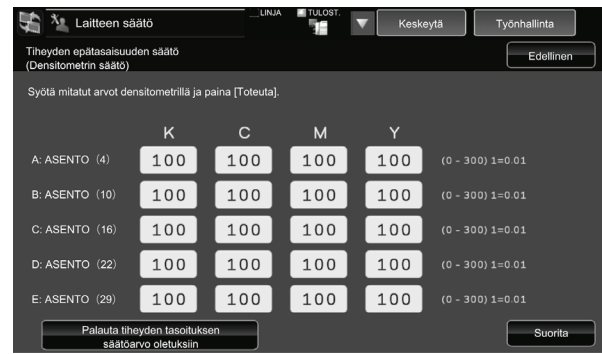 Laitteen säätö
LINJA
TULOST.
Keskeytä
Työnhallinta
Tiheyden epätasaisuuden säätö
(Densitometrin säätö)
Edellinen
Syötä mitatut arvot densitometrillä ja paina [Toteuta].
K C M Y
A: ASENTO (4) 100 100 100 100 (0 - 300) 1=0.01
B: ASENTO (10) 100 100 100 100 (0 - 300) 1=0.01
C: ASENTO (16) 100 100 100 100 (0 - 300) 1=0.01
D: ASENTO (22) 100 100 100 100 (0 - 300) 1=0.01
E: ASENTO (29) 100 100 100 100 (0 - 300) 1=0.01
Palauta tiheyden tasoituksen
säätöarvo oletuksiin
Suorita